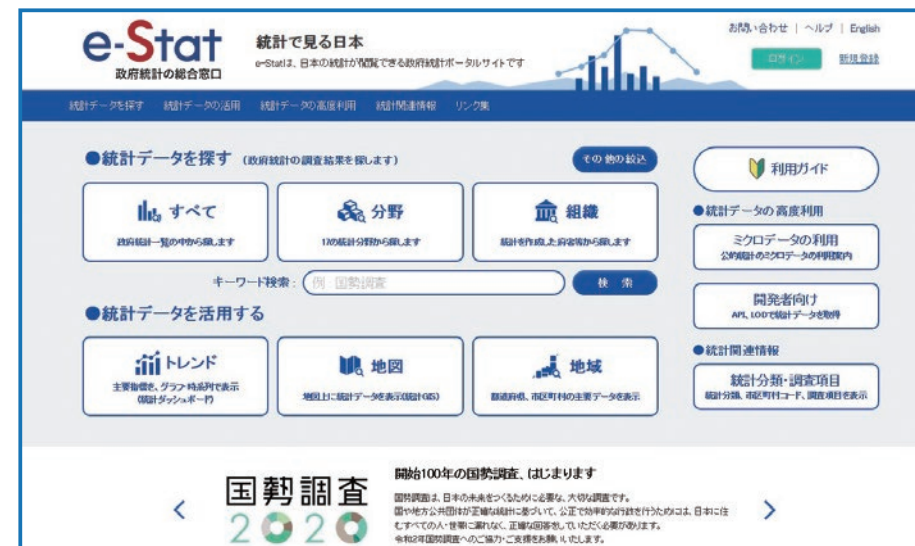 e-Stat
政府統計の総合窓口
統計で見る日本
e-Statは、日本の統計が閲覧できる政府統計ポータルサイトです
お問い合わせ | ヘルプ | English
ログイン
新規登録
統計データを探す 統計データの活用 統計データの高度利用 統計関連情報 リンク集
●統計データを探す (政府統計の調査結果を探します)
その他の絞込
すべて
政府統計一覧の中から探します
分野
17の統計分野から探します
組織
統計を作成した府省等から探します
キーワード検索: 例:国勢調査
検索
●統計データを活用する
トレンド
主要指標を、グラフ・時系列で表示
(統計ダッシュボード)
地図
地図上に統計データを表示(統計GIS)
地域
都道府県、市区町村の主要データを表示
利用ガイド
●統計データの高度利用
ミクロデータの利用
公的統計のミクロデータの利用案内
開発者向け
API、LODで統計データを取得
●統計関連情報
統計分類・調査項目
統計分類、市区町村コード、調査項目を表示
国勢調査
2020
開始100年の国勢調査、はじまります
国勢調査は、日本の未来をつくるために必要な、大切な調査です。
国や地方公共団体が正確な統計に基づいて、公正で効率的な行政を行うためには、日本に住
むすべての人・世帯に漏れなく、正確な回答をしていただく必要があります。
令和2年国勢調査へのご協力・ご支援をお願いいたします。